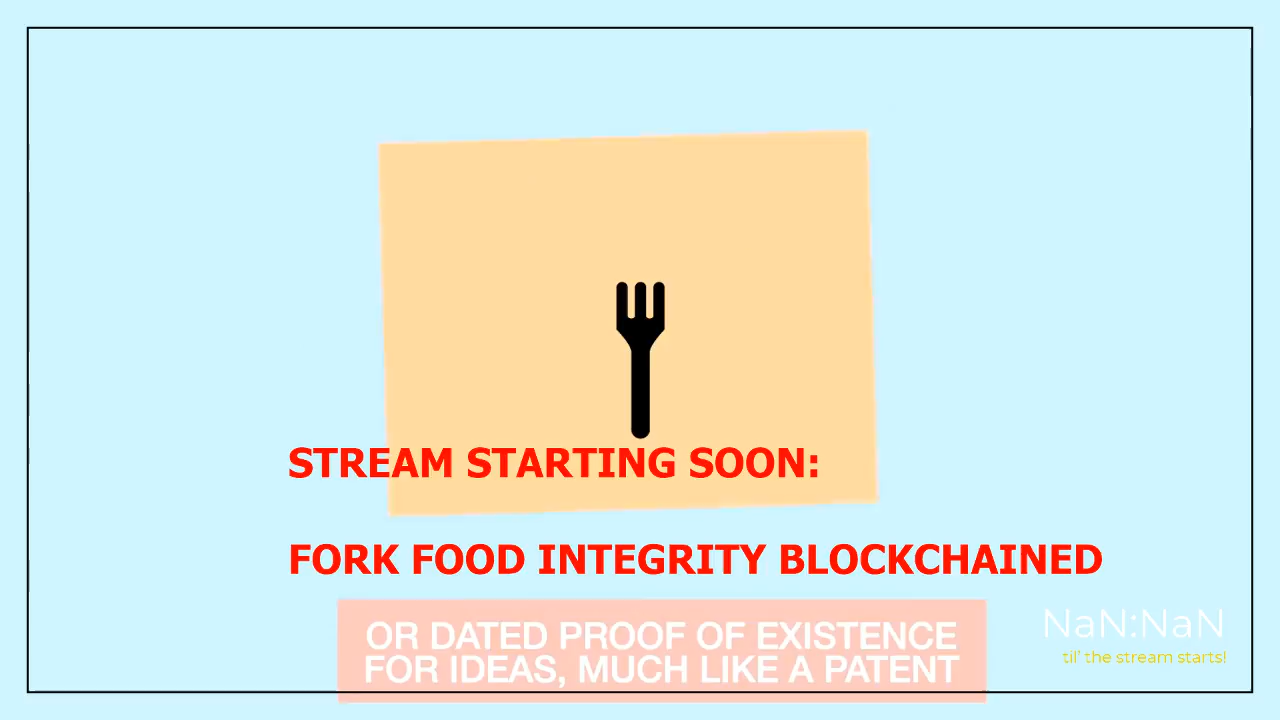 STREAM STARTING SOON:
FORK FOOD INTEGRITY BLOCKCHAINED
OR DATED PROOF OF EXISTENCE
FOR IDEAS, MUCH LIKE A PATENT
NaN:NaN
til' the stream starts!